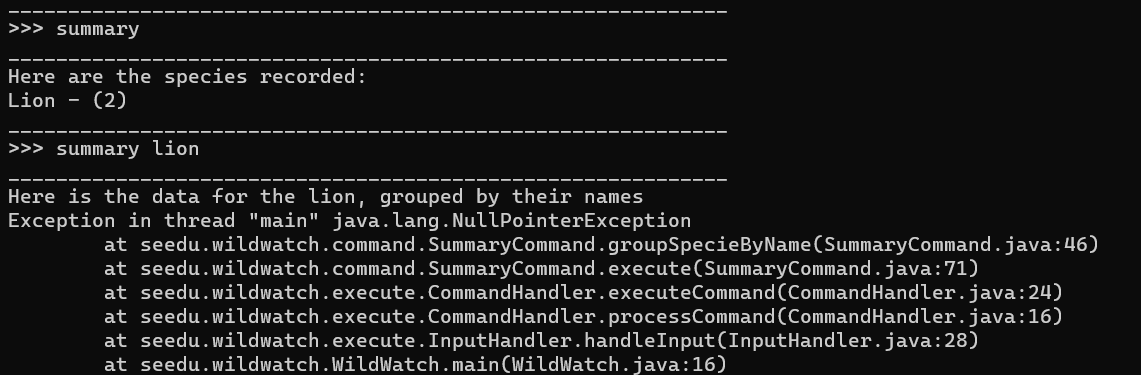 ____________________________________________________________
>>> summary
____________________________________________________________
Here are the species recorded:
Lion - (2)
____________________________________________________________
>>> summary lion
____________________________________________________________
Here is the data for the lion, grouped by their names
Exception in thread "main" java.lang.NullPointerException
        at seedu.wildwatch.command.SummaryCommand.groupSpecieByName(SummaryCommand.java:46)
        at seedu.wildwatch.command.SummaryCommand.execute(SummaryCommand.java:71)
        at seedu.wildwatch.execute.CommandHandler.executeCommand(CommandHandler.java:24)
        at seedu.wildwatch.execute.CommandHandler.processCommand(CommandHandler.java:16)
        at seedu.wildwatch.execute.InputHandler.handleInput(InputHandler.java:28)
        at seedu.wildwatch.WildWatch.main(WildWatch.java:16)